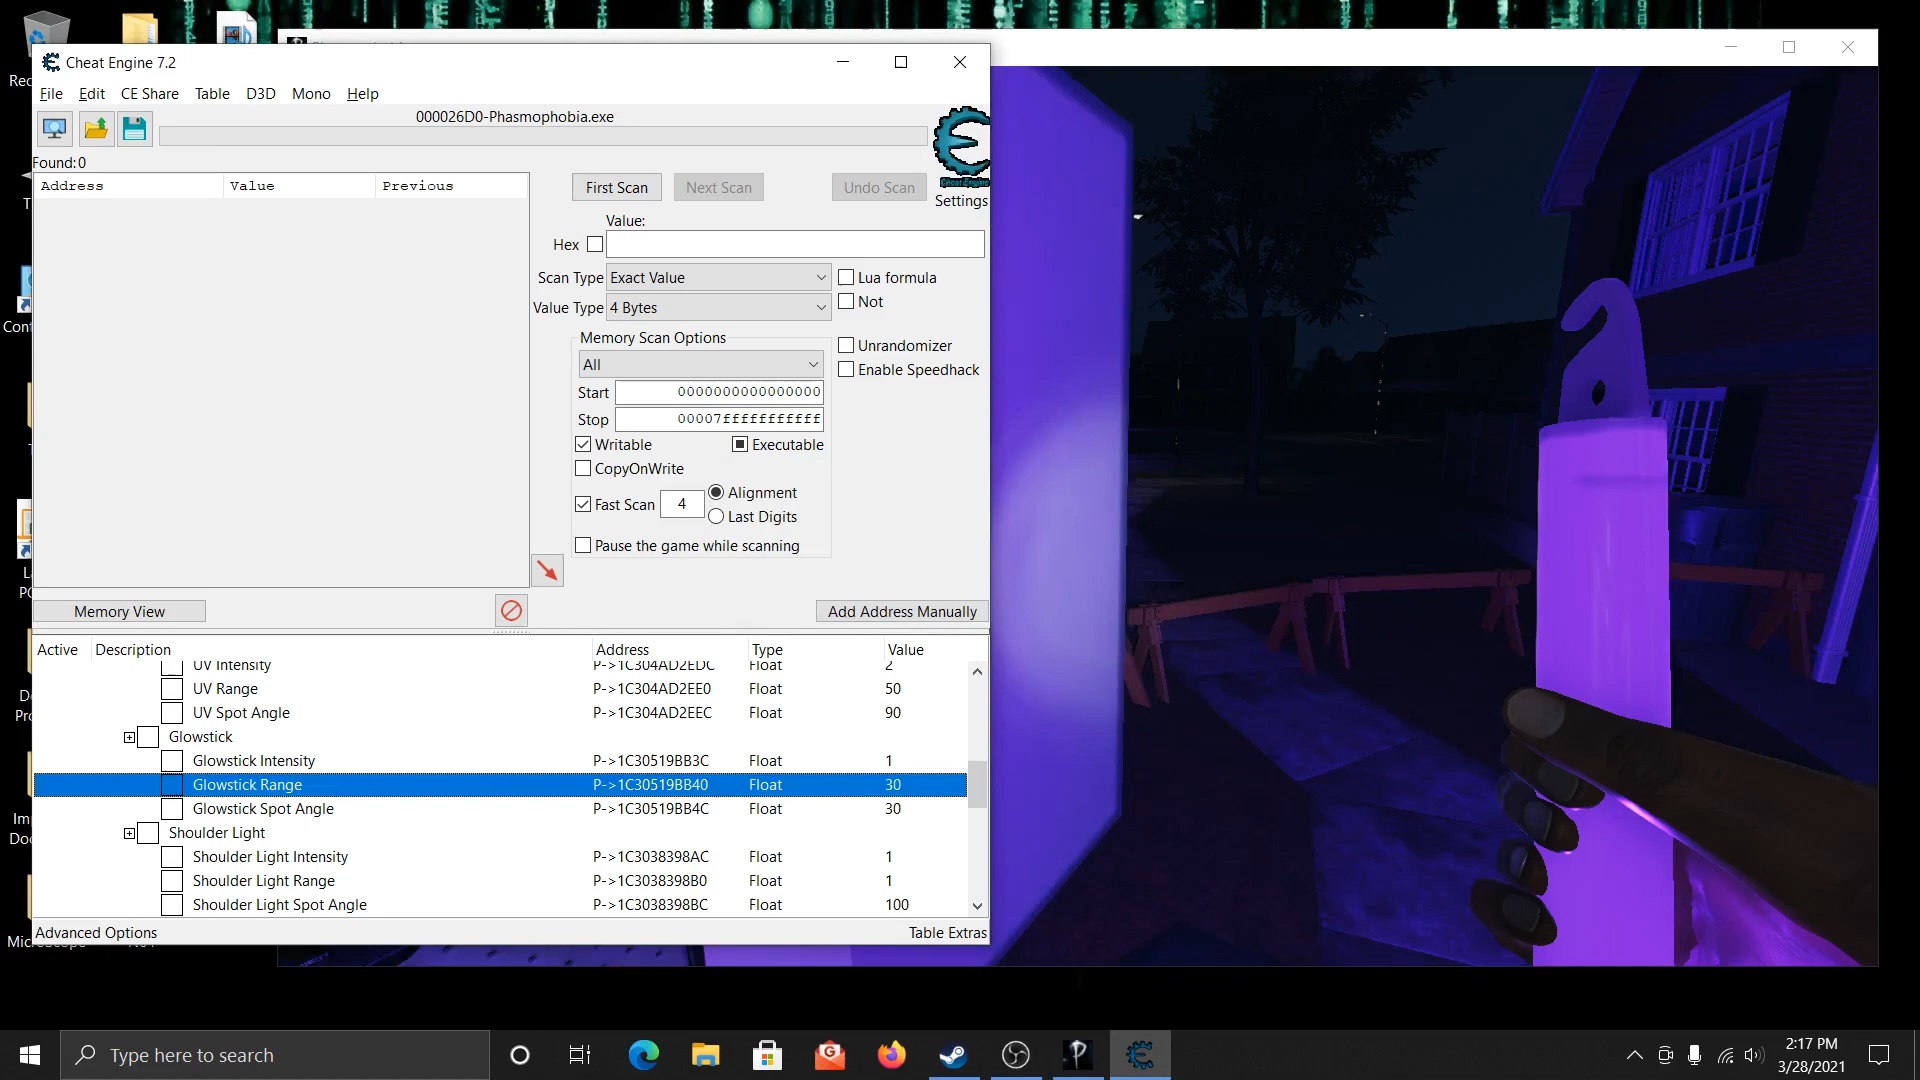 Cheat Engine 7.2
File Edit CE Share Table D3D Mono Help
000026D0-Phasmophobia.exe
Found: 0
Address Value Previous
First Scan Next Scan Undo Scan
Cheat Engine
Settings
Value:
Hex
Scan Type Exact Value
Lua formula
Value Type 4 Bytes
Not
Memory Scan Options
All
Unrandomizer
Enable Speedhack
Start 0000000000000000
Stop 00007fffffffffff
Writable Executable
CopyOnWrite
Fast Scan 4 Alignment
Last Digits
Pause the game while scanning
Memory View Add Address Manually
Active Description Address Type Value
UV Intensity P->1C304AD2EDC Float 2
UV Range P->1C304AD2EE0 Float 50
UV Spot Angle P->1C304AD2EEC Float 90
Glowstick
Glowstick Intensity P->1C30519BB3C Float 1
Glowstick Range P->1C30519BB40 Float 30
Glowstick Spot Angle P->1C30519BB4C Float 30
Shoulder Light
Shoulder Light Intensity P->1C3038398AC Float 1
Shoulder Light Range P->1C3038398B0 Float 1
Shoulder Light Spot Angle P->1C3038398BC Float 100
Advanced Options Table Extras
Type here to search
2:17 PM
3/28/2021